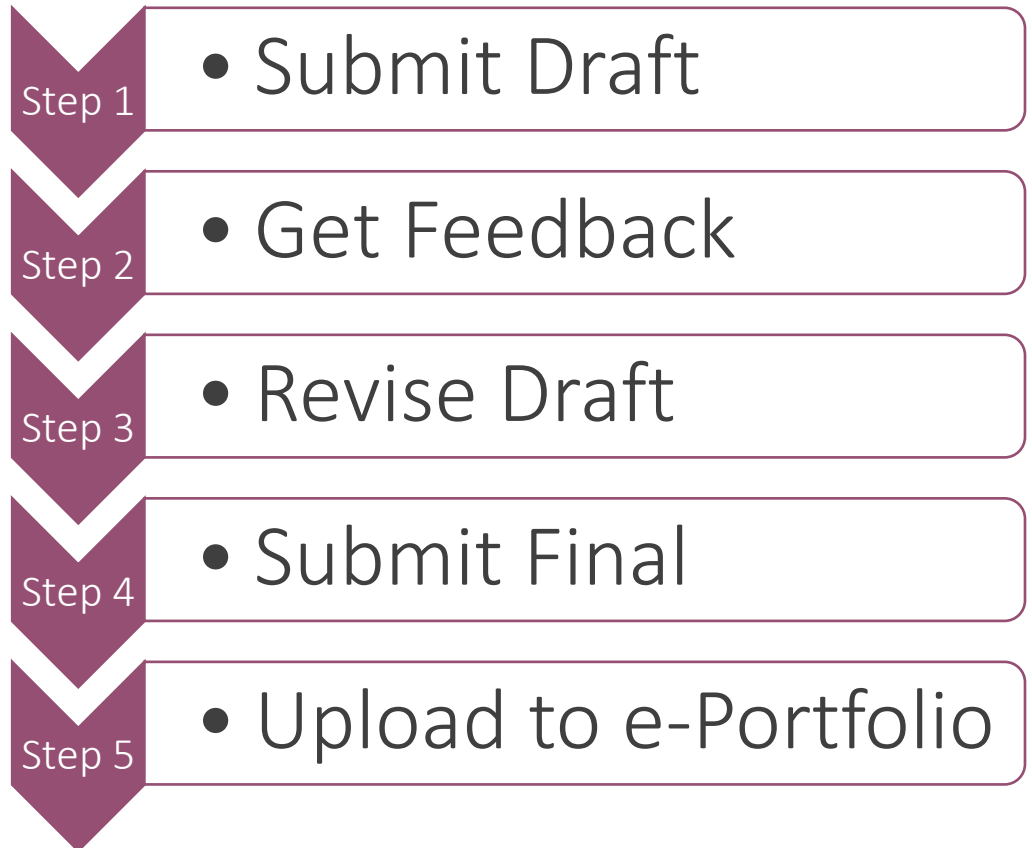 Step 1
• Submit Draft
Step 2
• Get Feedback
Step 3
• Revise Draft
Step 4
• Submit Final
Step 5
• Upload to e-Portfolio